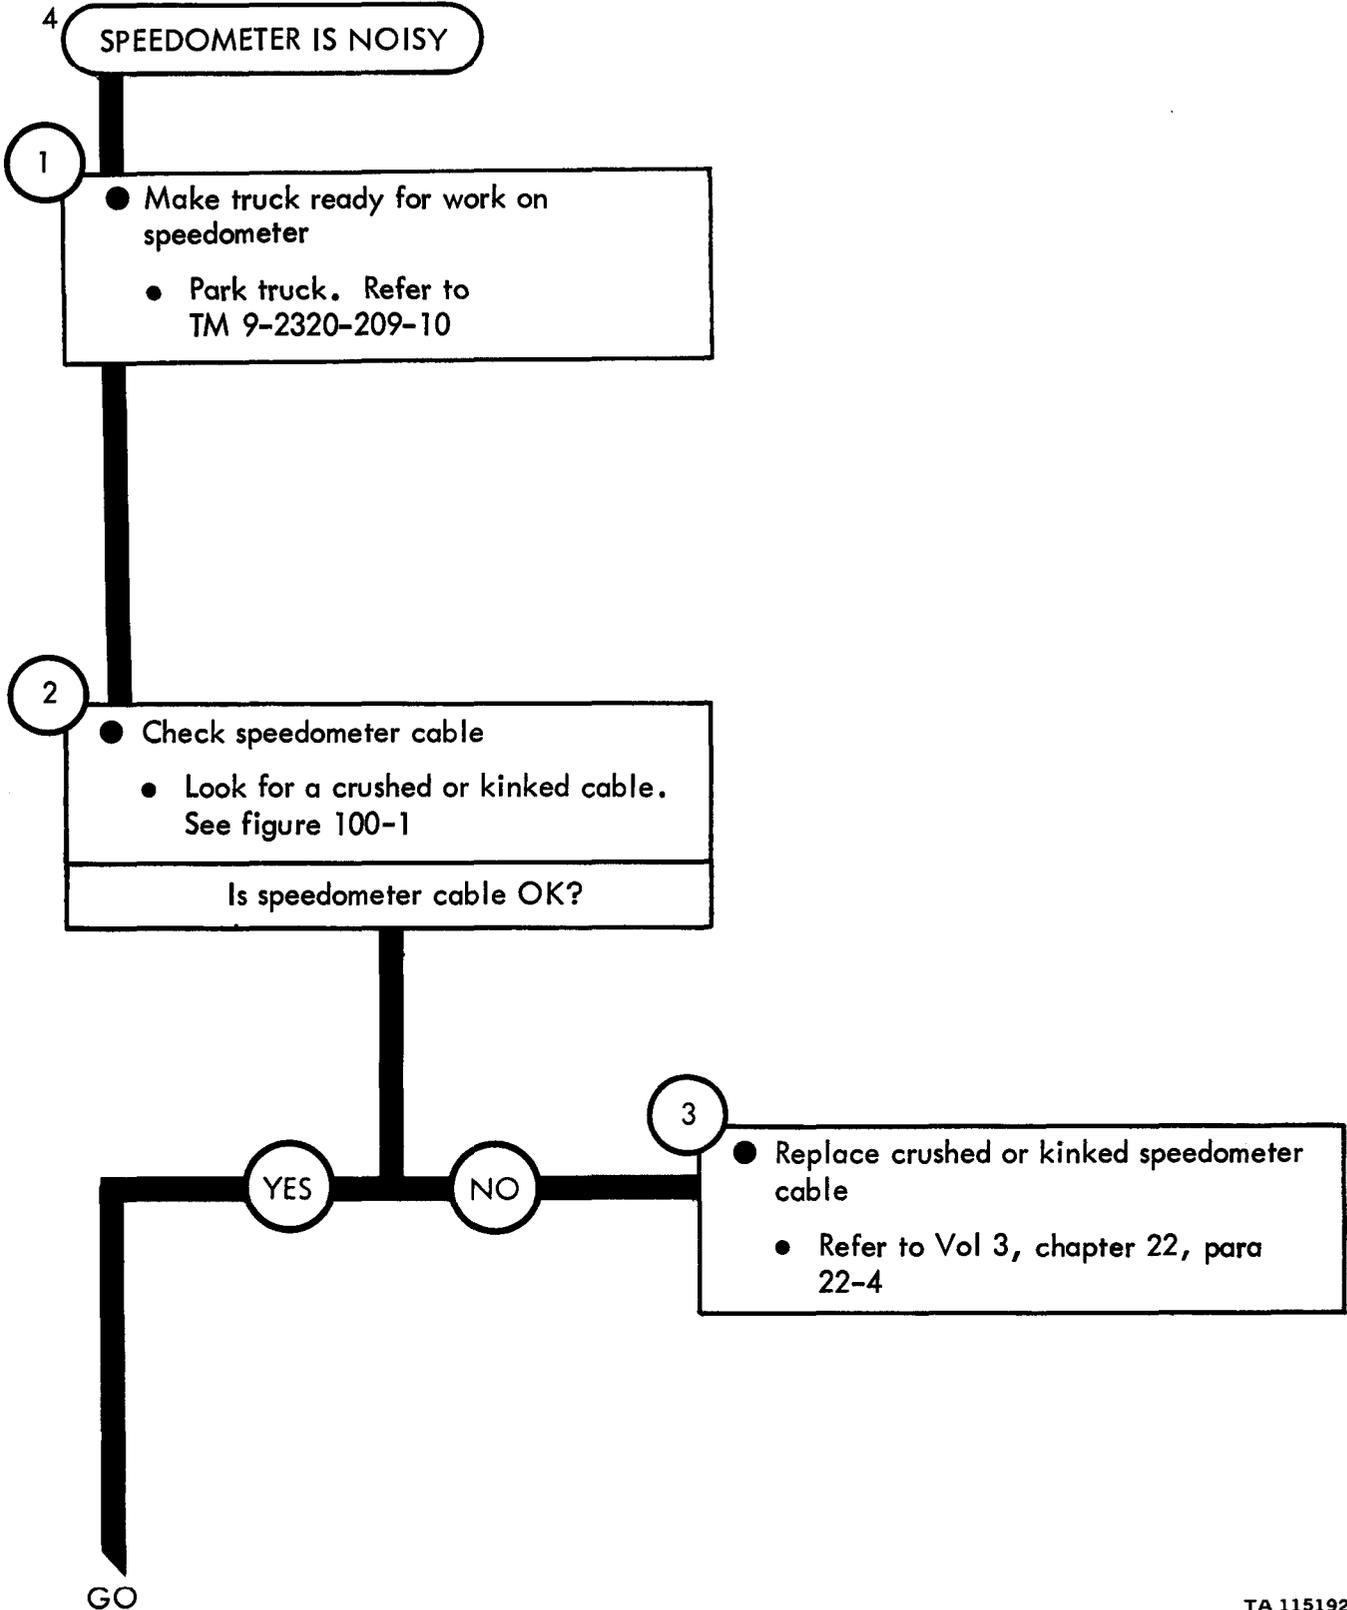 4
SPEEDOMETER IS NOISY
1
● Make truck ready for work on
speedometer
● Park truck. Refer to
TM 9-2320-209-10
2
● Check speedometer cable
● Look for a crushed or kinked cable.
See figure 100-1
Is speedometer cable OK?
YES
NO
3
● Replace crushed or kinked speedometer
cable
● Refer to Vol 3, chapter 22, para
22-4
GO
TA 115192